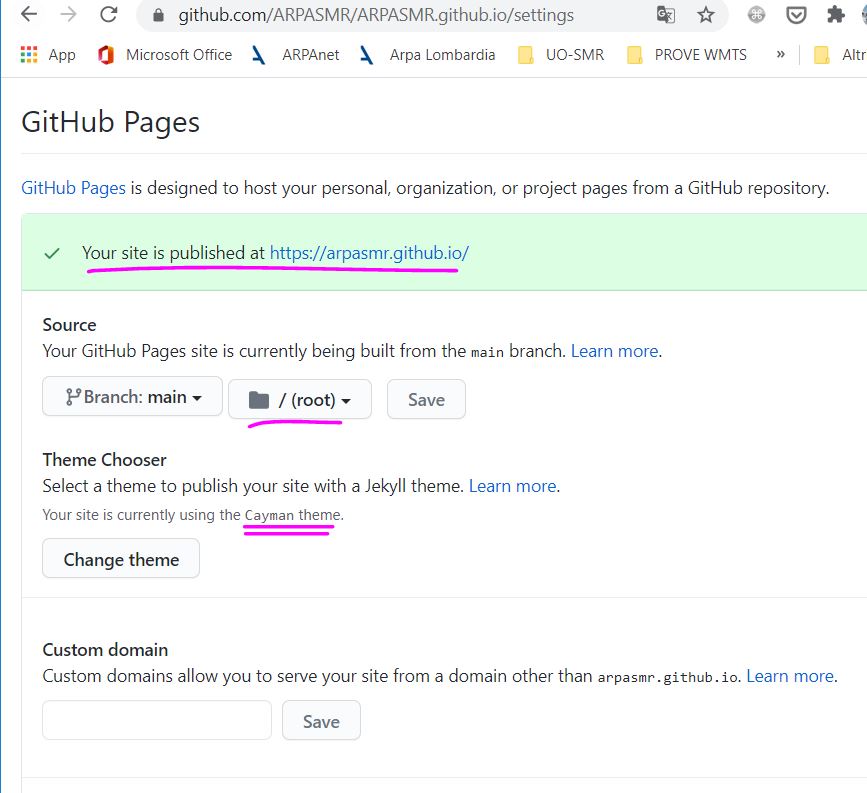 github.com/ARPASMR/ARPASMR.github.io/settings
App Microsoft Office ARPAnet Arpa Lombardia UO-SMR PROVE WMTS » Altr
GitHub Pages
GitHub Pages is designed to host your personal, organization, or project pages from a GitHub repository.
Your site is published at https://arpasmr.github.io/
Source
Your GitHub Pages site is currently being built from the main branch. Learn more.
Branch: main / (root) Save
Theme Chooser
Select a theme to publish your site with a Jekyll theme. Learn more.
Your site is currently using the Cayman theme.
Change theme
Custom domain
Custom domains allow you to serve your site from a domain other than arpasmr.github.io. Learn more.
Save